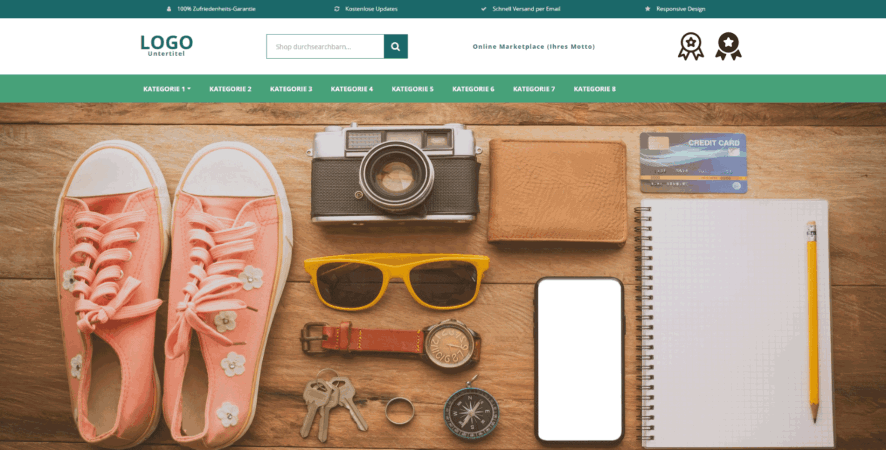 100% Zufriedenheits-Garantie
Kostenlose Updates
Schnell Versand per Email
Responsive Design
LOGO
Untertitel
Shop durchsearchbarn...
Online Marketplace (Ihres Motto)
KATEGORIE 1
KATEGORIE 2
KATEGORIE 3
KATEGORIE 4
KATEGORIE 5
KATEGORIE 6
KATEGORIE 7
KATEGORIE 8
CREDIT CARD